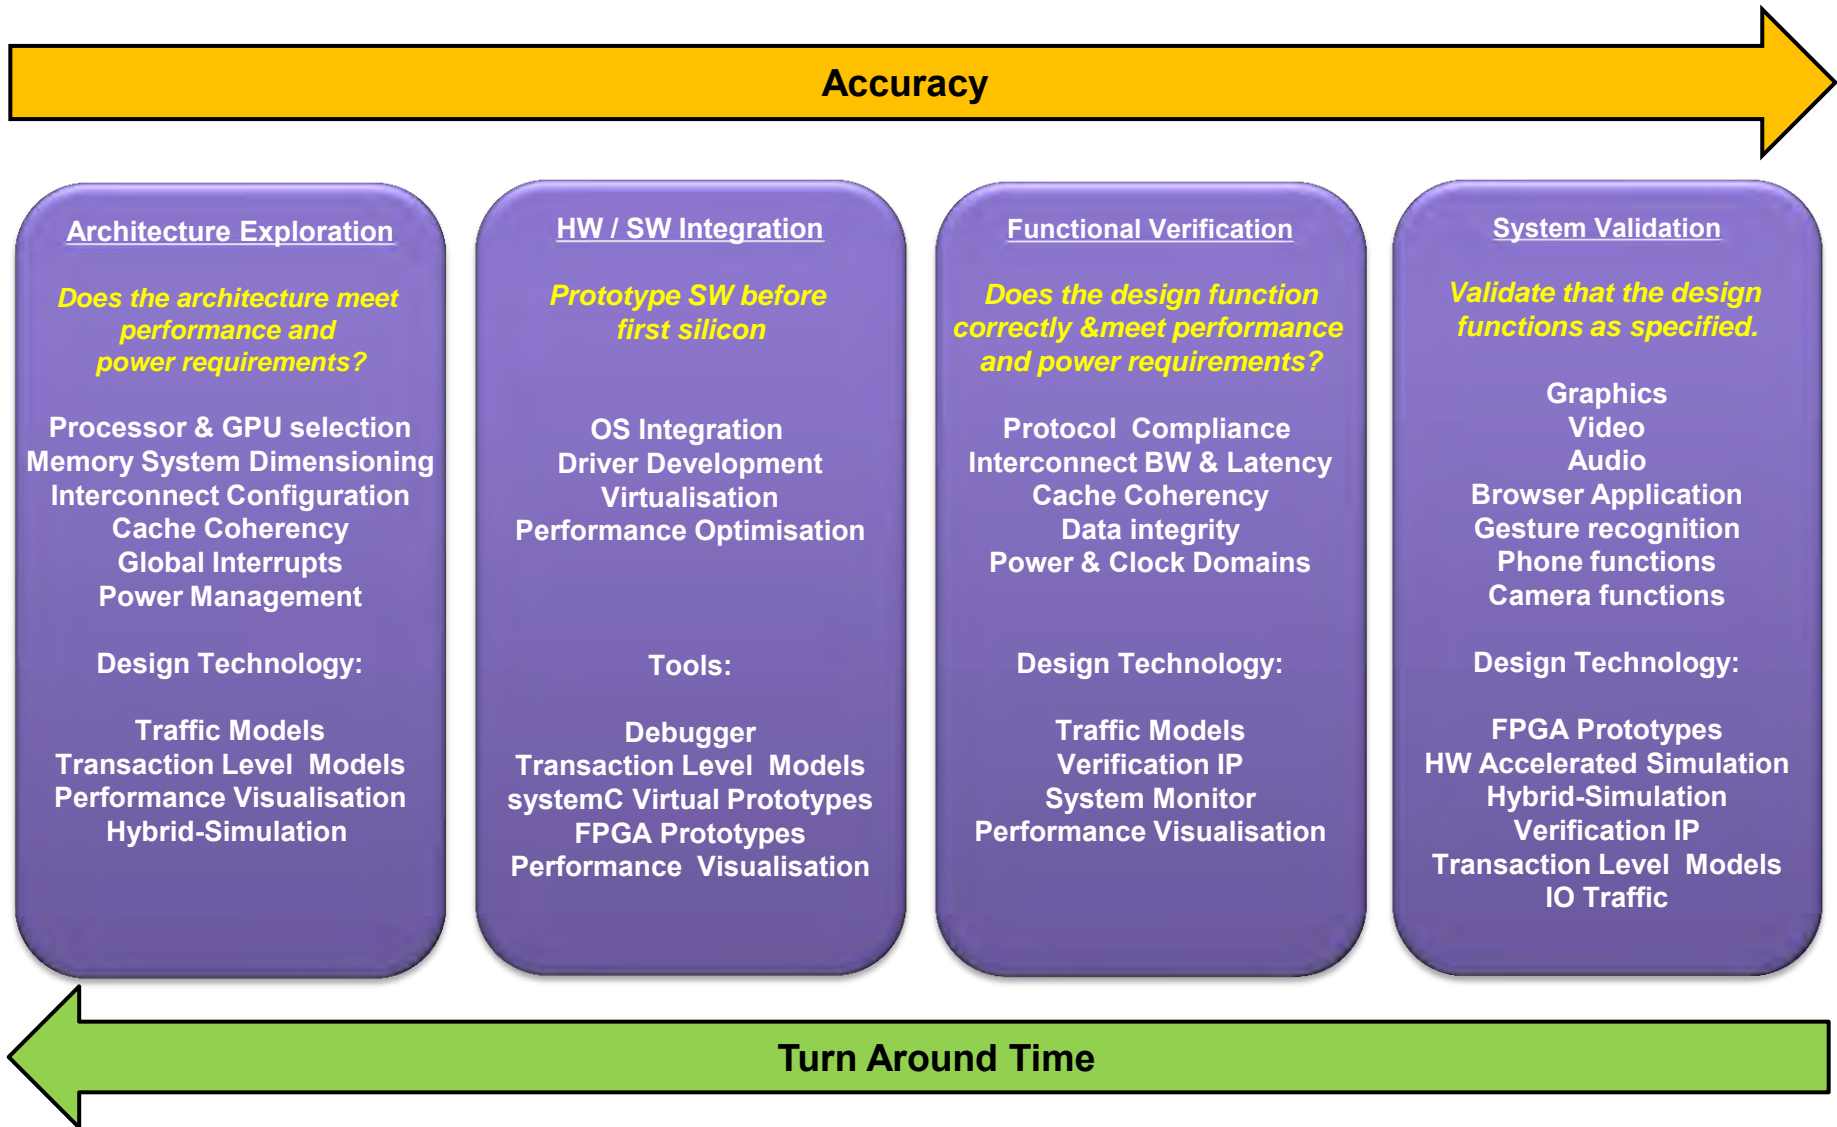 Accuracy
Architecture Exploration
Does the architecture meet
performance and
power requirements?
Processor & GPU selection
Memory System Dimensioning
Interconnect Configuration
Cache Coherency
Global Interrupts
Power Management
Design Technology:
Traffic Models
Transaction Level Models
Performance Visualisation
Hybrid-Simulation
HW / SW Integration
Prototype SW before
first silicon
OS Integration
Driver Development
Virtualisation
Performance Optimisation
Tools:
Debugger
Transaction Level Models
systemC Virtual Prototypes
FPGA Prototypes
Performance Visualisation
Functional Verification
Does the design function
correctly &meet performance
and power requirements?
Protocol Compliance
Interconnect BW & Latency
Cache Coherency
Data integrity
Power & Clock Domains
Design Technology:
Traffic Models
Verification IP
System Monitor
Performance Visualisation
System Validation
Validate that the design
functions as specified.
Graphics
Video
Audio
Browser Application
Gesture recognition
Phone functions
Camera functions
Design Technology:
FPGA Prototypes
HW Accelerated Simulation
Hybrid-Simulation
Verification IP
Transaction Level Models
IO Traffic
Turn Around Time